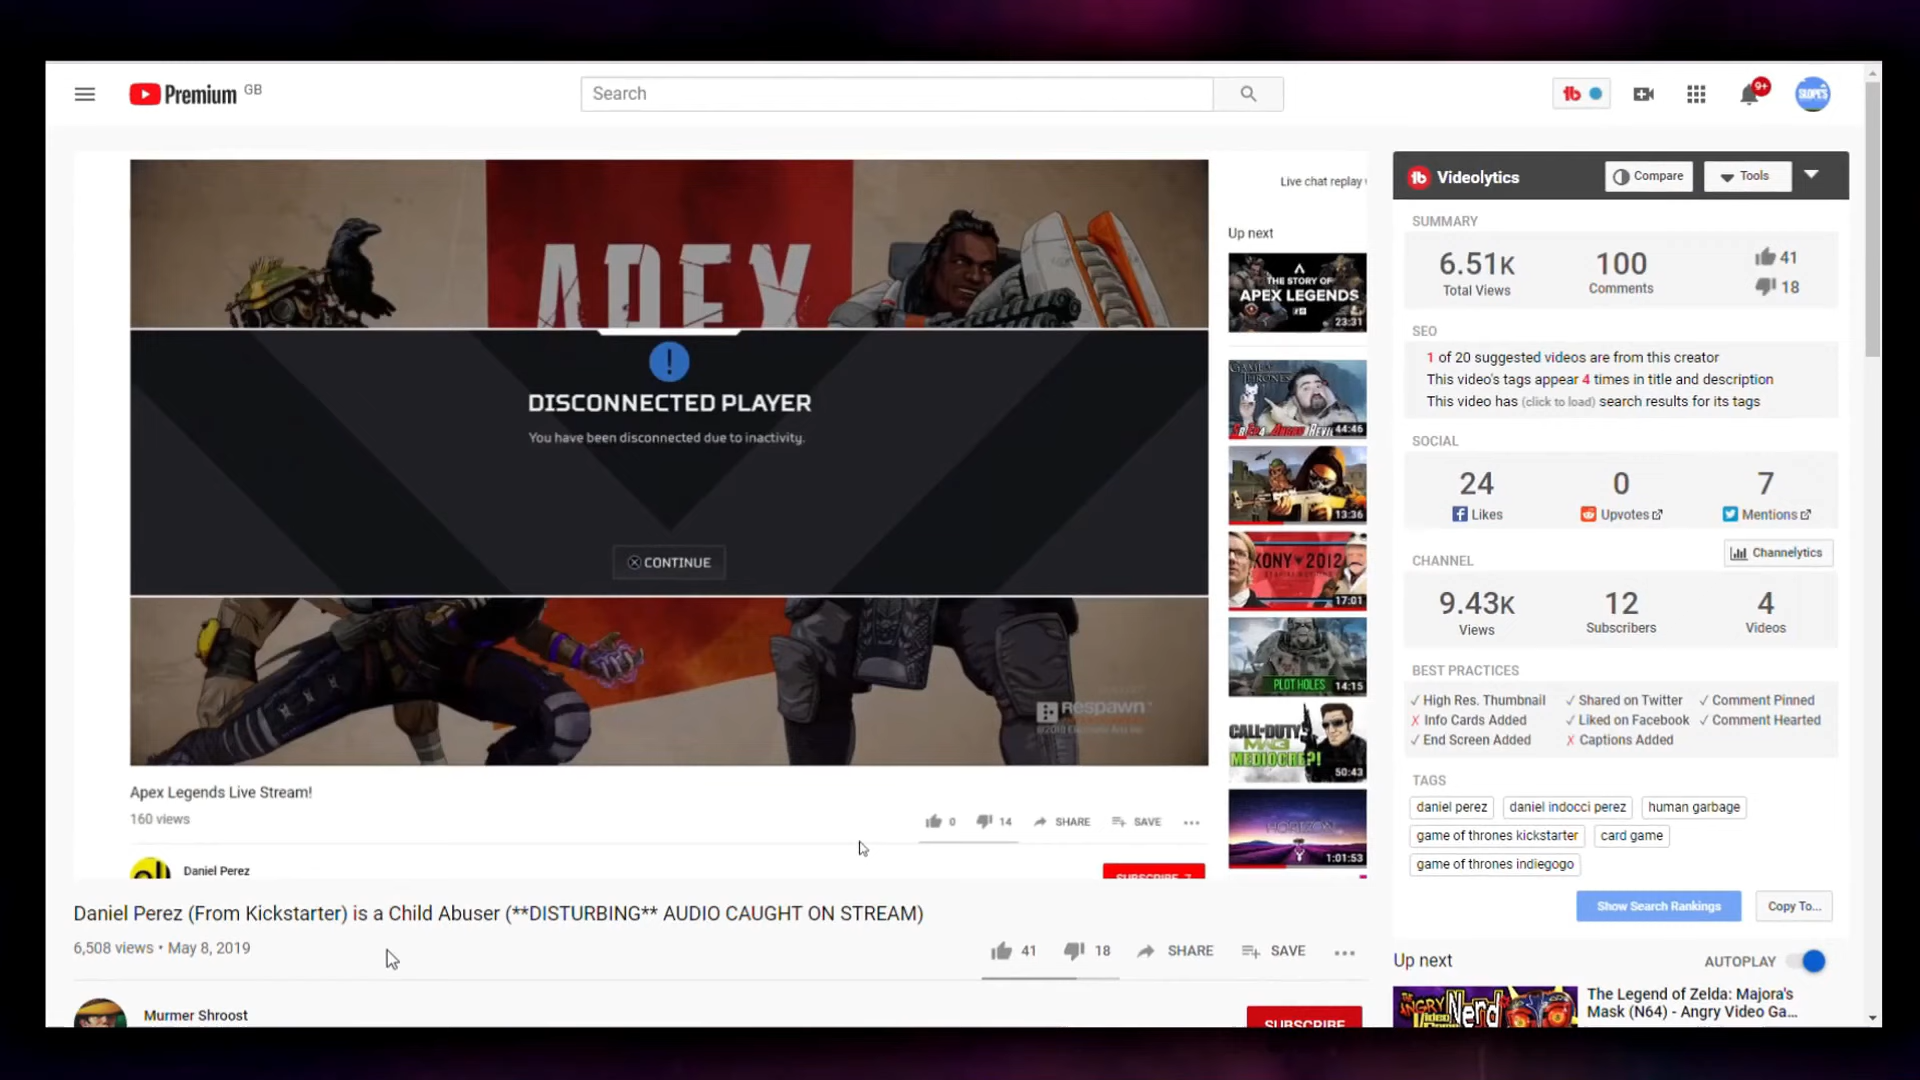 Premium GB
Search
9+
SLOPE'S
Live chat replay
Up next
APEX
DISCONNECTED PLAYER
You have been disconnected due to inactivity.
CONTINUE
Respawn
Apex Legends Live Stream!
160 views
0
14
SHARE
SAVE
Daniel Perez
SUBSCRIBE 7
THE STORY OF
APEX LEGENDS
23:31
44:46
13:36
KONY 2012
17:01
PLOT HOLES
14:15
CALL OF DUTY
MW3
MEDIOCRE?!
50:43
HORIZON
1:01:53
Daniel Perez (From Kickstarter) is a Child Abuser (**DISTURBING** AUDIO CAUGHT ON STREAM)
6,508 views • May 8, 2019
41
18
SHARE
SAVE
Murmer Shroost
SUBSCRIBE
Videolytics
Compare
Tools
SUMMARY
6.51K
Total Views
100
Comments
41
18
SEO
1 of 20 suggested videos are from this creator
This video's tags appear 4 times in title and description
This video has (click to load) search results for its tags
SOCIAL
24
Likes
0
Upvotes
7
Mentions
Channelytics
CHANNEL
9.43K
Views
12
Subscribers
4
Videos
BEST PRACTICES
✓ High Res. Thumbnail ✓ Shared on Twitter ✓ Comment Pinned
✗ Info Cards Added ✓ Liked on Facebook ✓ Comment Hearted
✓ End Screen Added ✗ Captions Added
TAGS
daniel perez daniel indocci perez human garbage
game of thrones kickstarter card game
game of thrones indiegogo
Show Search Rankings
Copy To...
Up next
AUTOPLAY
ANGRY Nerd
The Legend of Zelda: Majora's
Mask (N64) - Angry Video Ga...